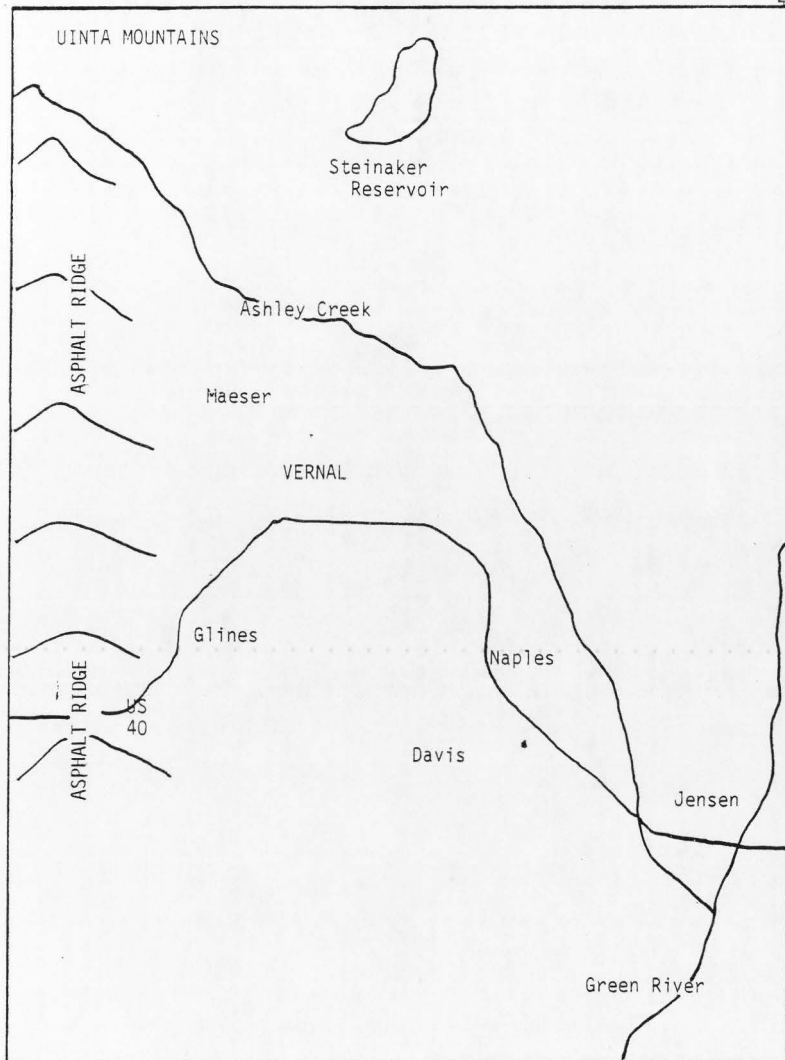 UINTA MOUNTAINS
Steinaker
Reservoir
ASPHALT RIDGE
Ashley Creek
Maeser
VERNAL
Glines
Naples
ASPHALT RIDGE
US
40
Davis
Jensen
Green River